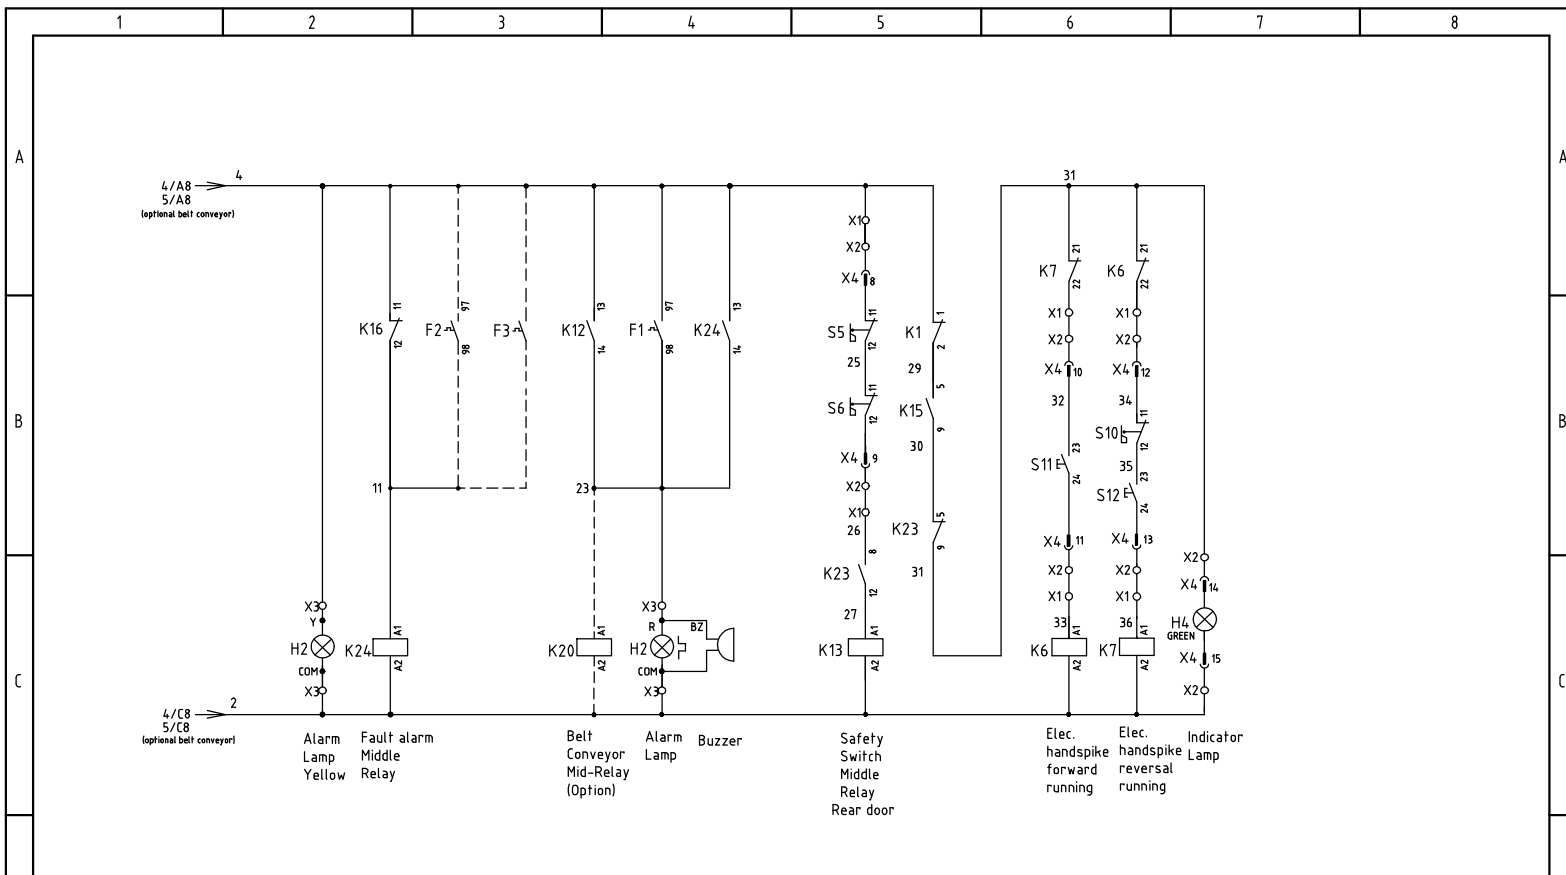 1 2 3 4 5 6 7 8
A A
4/A8
5/A8
(optional belt conveyor)
4
31
X1
X2
X4 8
K7 21 22
K6 21 22
K16 11 12
F2 97 98
F3
K12 13 14
F1 97 98
K24 13 14
S5 11 12
K1 1 2
X1 X1
X2 X2
X4 10 X4 12
25
29
32
34
B B
S6 11 12
K15 5 9
S10 11 12
X4 9
30
S11 23 24
35
S12 23 24
11
23
X2
X1
26
K23 5 9
X4 11 X4 13
K23 8 12
31
X2 X2
X1 X1
X2
X4 14
27
33
36
X3
Y
H2
COM
X3
K24 A1 A2
K20 A1 A2
X3
R BZ
H2
COM
X3
K13 A1 A2
K6 A1 A2
K7 A1 A2
H4
GREEN
X4 15
X2
C C
4/C8
5/C8
(optional belt conveyor)
2
Alarm
Lamp
Yellow
Fault alarm
Middle
Relay
Belt
Conveyor
Mid-Relay
(Option)
Alarm
Lamp
Buzzer
Safety
Switch
Middle
Relay
Rear door
Elec.
handspike
forward
running
Elec.
handspike
reversal
running
Indicator
Lamp